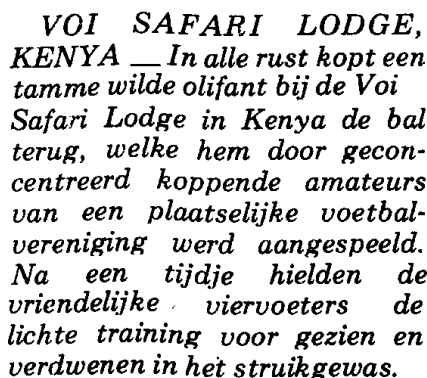 VOI SAFARI LODGE,
KENYA — In alle rust kopt een
tamme wilde olifant bij de Voi
Safari Lodge in Kenya de bal
terug, welke hem door gecon-
centreerd koppende amateurs
van een plaatselijke voetbal-
vereniging werd aangespeeld.
Na een tijdje hielden de
vriendelijke viervoeters de
lichte training voor gezien en
verdwenen in het struikgewas.